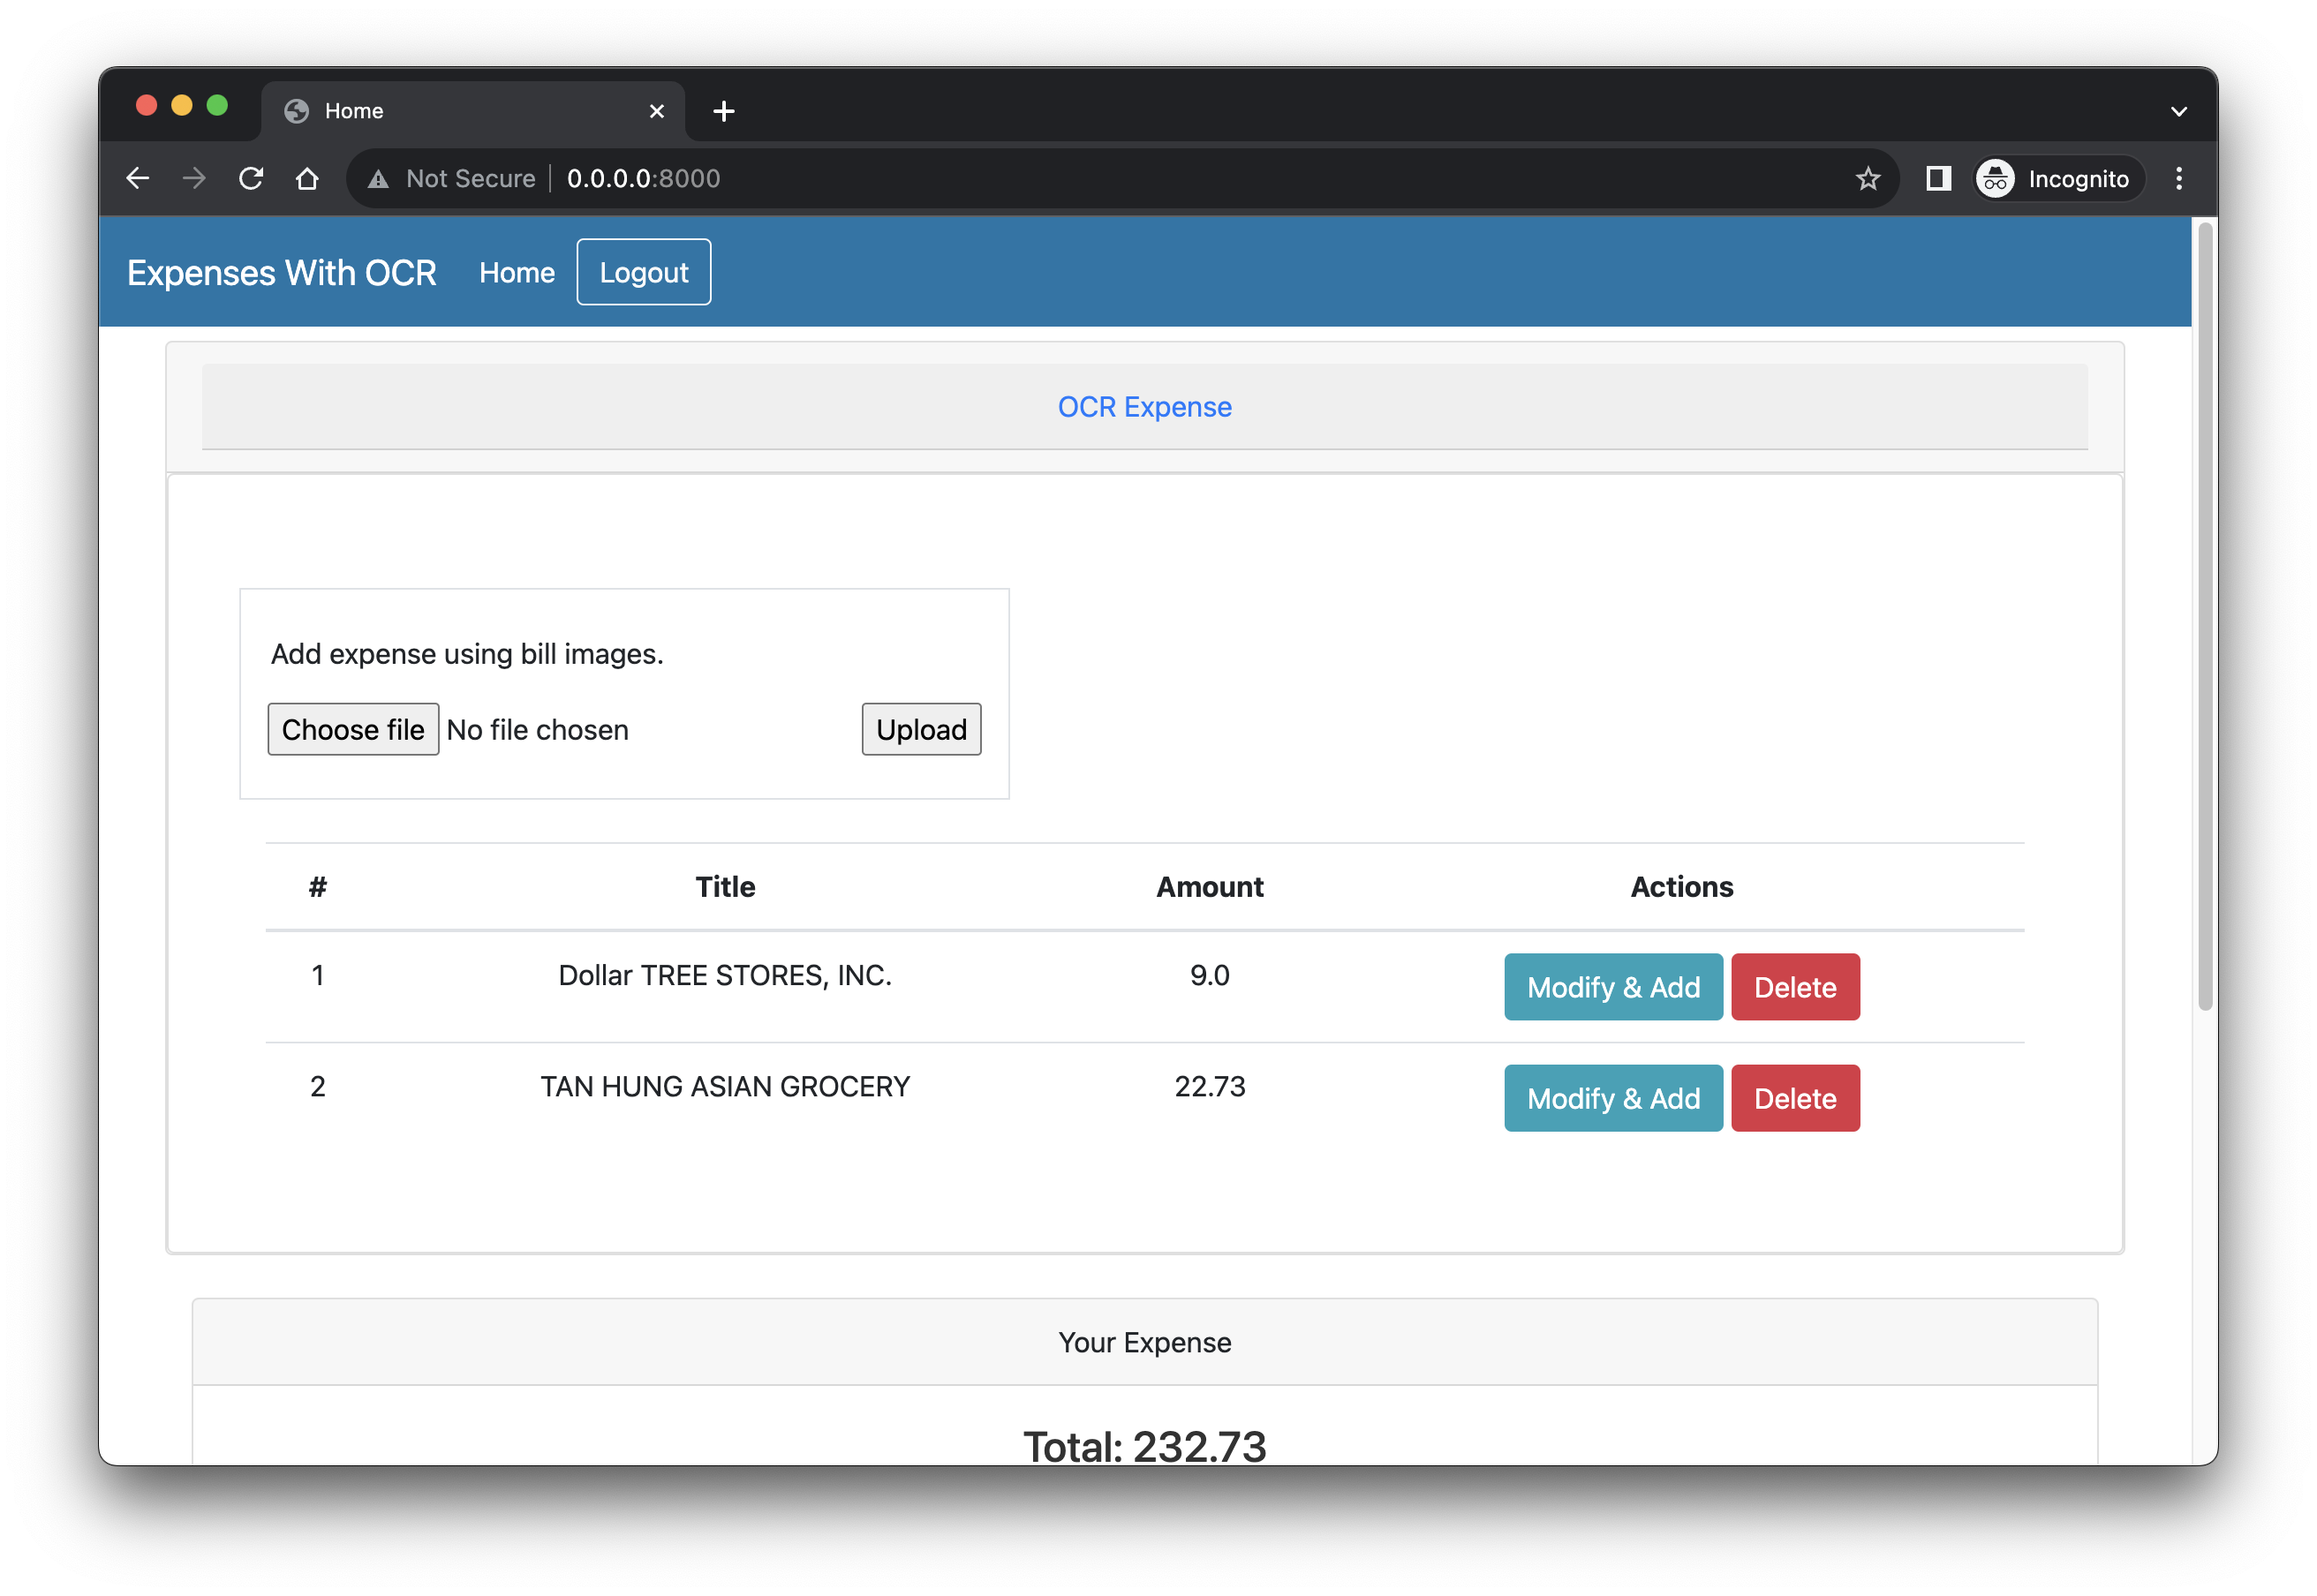 Home
Not Secure 0.0.0.0:8000 Incognito
Expenses With OCR Home Logout
OCR Expense
Add expense using bill images.
Choose file No file chosen Upload
# Title Amount Actions
1 Dollar TREE STORES, INC. 9.0 Modify & Add Delete
2 TAN HUNG ASIAN GROCERY 22.73 Modify & Add Delete
Your Expense
Total: 232.73